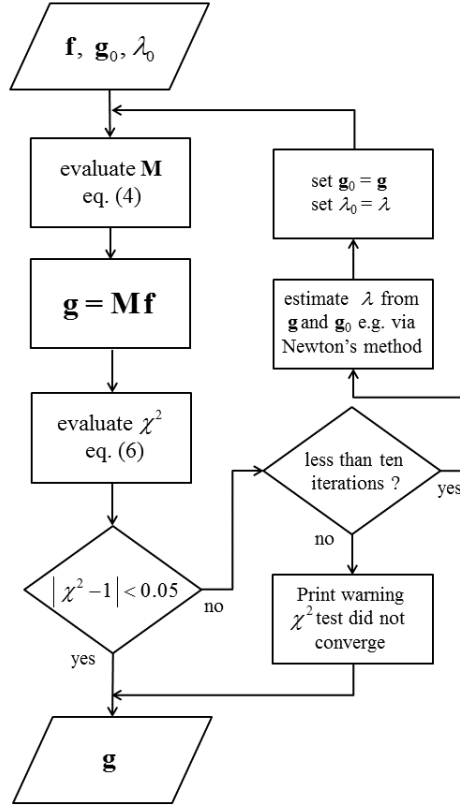 f, g₀, λ₀
evaluate M
eq. (4)
g = Mf
evaluate χ²
eq. (6)
| χ² −1| < 0.05
no
yes
g
set g₀ = g
set λ₀ = λ
estimate λ from
g and g₀ e.g. via
Newton's method
less than ten
iterations ?
yes
no
Print warning
χ² test did not
converge